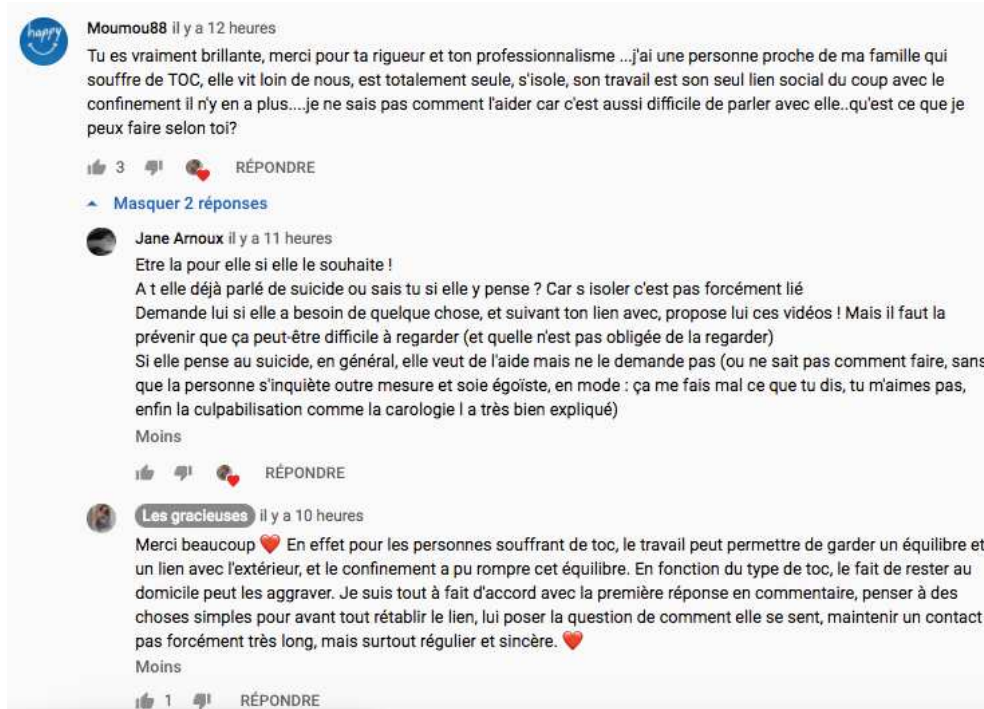 happy
Moumou88 il y a 12 heures
Tu es vraiment brillante, merci pour ta rigueur et ton professionnalisme ...j'ai une personne proche de ma famille qui
souffre de TOC, elle vit loin de nous, est totalement seule, s'isole, son travail est son seul lien social du coup avec le
confinement il n'y en a plus....je ne sais pas comment l'aider car c'est aussi difficile de parler avec elle..qu'est ce que je
peux faire selon toi?
3 RÉPONDRE
Masquer 2 réponses
Jane Arnoux il y a 11 heures
Etre la pour elle si elle le souhaite !
A t elle déjà parlé de suicide ou sais tu si elle y pense ? Car s isoler c'est pas forcément lié
Demande lui si elle a besoin de quelque chose, et suivant ton lien avec, propose lui ces vidéos ! Mais il faut la
prévenir que ça peut-être difficile à regarder (et quelle n'est pas obligée de la regarder)
Si elle pense au suicide, en général, elle veut de l'aide mais ne le demande pas (ou ne sait pas comment faire, sans
que la personne s'inquiète outre mesure et soie égoïste, en mode : ça me fais mal ce que tu dis, tu m'aimes pas,
enfin la culpabilisation comme la carologie l a très bien expliqué)
Moins
RÉPONDRE
Les gracieuses il y a 10 heures
Merci beaucoup ❤️ En effet pour les personnes souffrant de toc, le travail peut permettre de garder un équilibre et
un lien avec l'extérieur, et le confinement a pu rompre cet équilibre. En fonction du type de toc, le fait de rester au
domicile peut les aggraver. Je suis tout à fait d'accord avec la première réponse en commentaire, penser à des
choses simples pour avant tout rétablir le lien, lui poser la question de comment elle se sent, maintenir un contact
pas forcément très long, mais surtout régulier et sincère. ❤️
Moins
1 RÉPONDRE